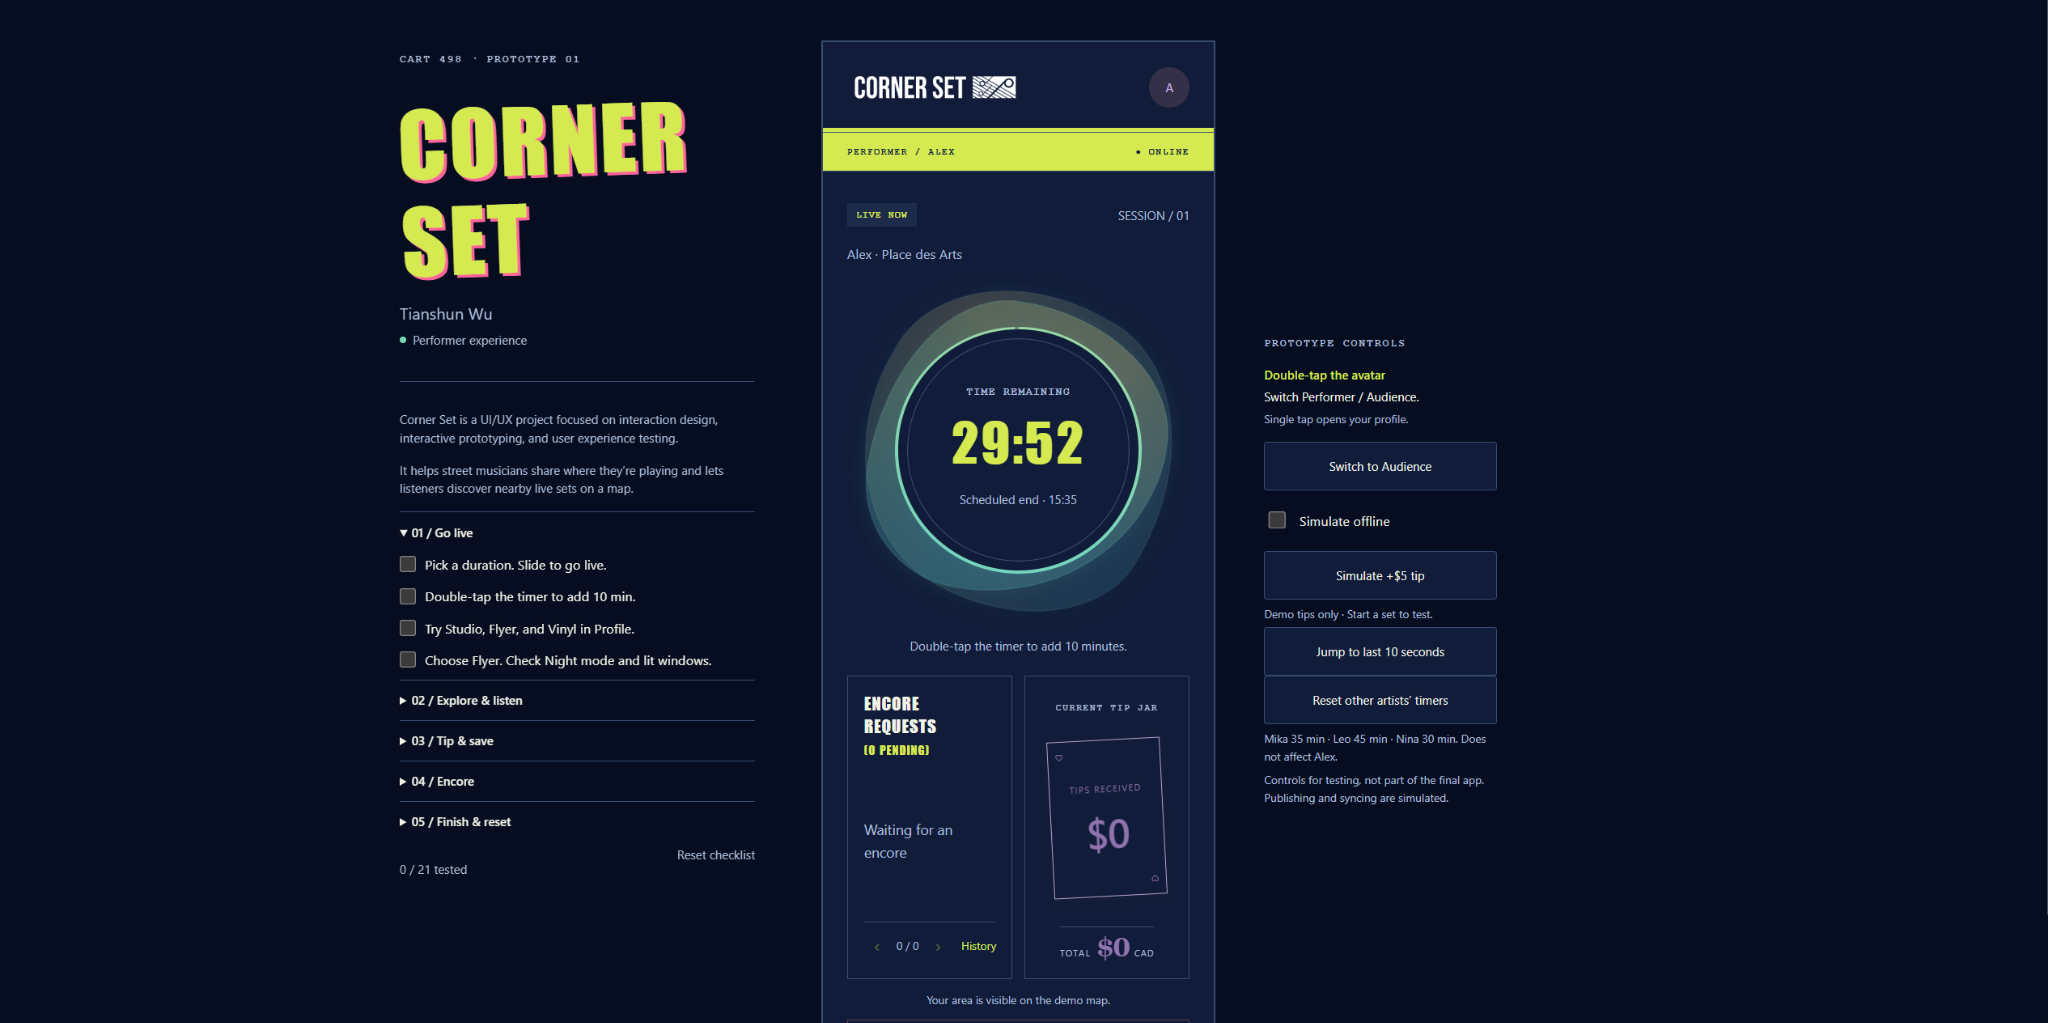 CART 498 · PROTOTYPE 01
CORNER
SET
Tianshun Wu
Performer experience
Corner Set is a UI/UX project focused on interaction design,
interactive prototyping, and user experience testing.
It helps street musicians share where they're playing and lets
listeners discover nearby live sets on a map.
01 / Go live
Pick a duration. Slide to go live.
Double-tap the timer to add 10 min.
Try Studio, Flyer, and Vinyl in Profile.
Choose Flyer. Check Night mode and lit windows.
02 / Explore & listen
03 / Tip & save
04 / Encore
05 / Finish & reset
Reset checklist
0 / 21 tested
CORNER SET
A
PERFORMER / ALEX
• ONLINE
LIVE NOW
SESSION / 01
Alex · Place des Arts
TIME REMAINING
29:52
Scheduled end · 15:35
Double-tap the timer to add 10 minutes.
ENCORE
REQUESTS
(0 PENDING)
Waiting for an
encore
‹ 0 / 0 › History
CURRENT TIP JAR
TIPS RECEIVED
$0
TOTAL $0 CAD
Your area is visible on the demo map.
PROTOTYPE CONTROLS
Double-tap the avatar
Switch Performer / Audience.
Single tap opens your profile.
Switch to Audience
Simulate offline
Simulate +$5 tip
Demo tips only · Start a set to test.
Jump to last 10 seconds
Reset other artists' timers
Mika 35 min · Leo 45 min · Nina 30 min. Does
not affect Alex.
Controls for testing, not part of the final app.
Publishing and syncing are simulated.